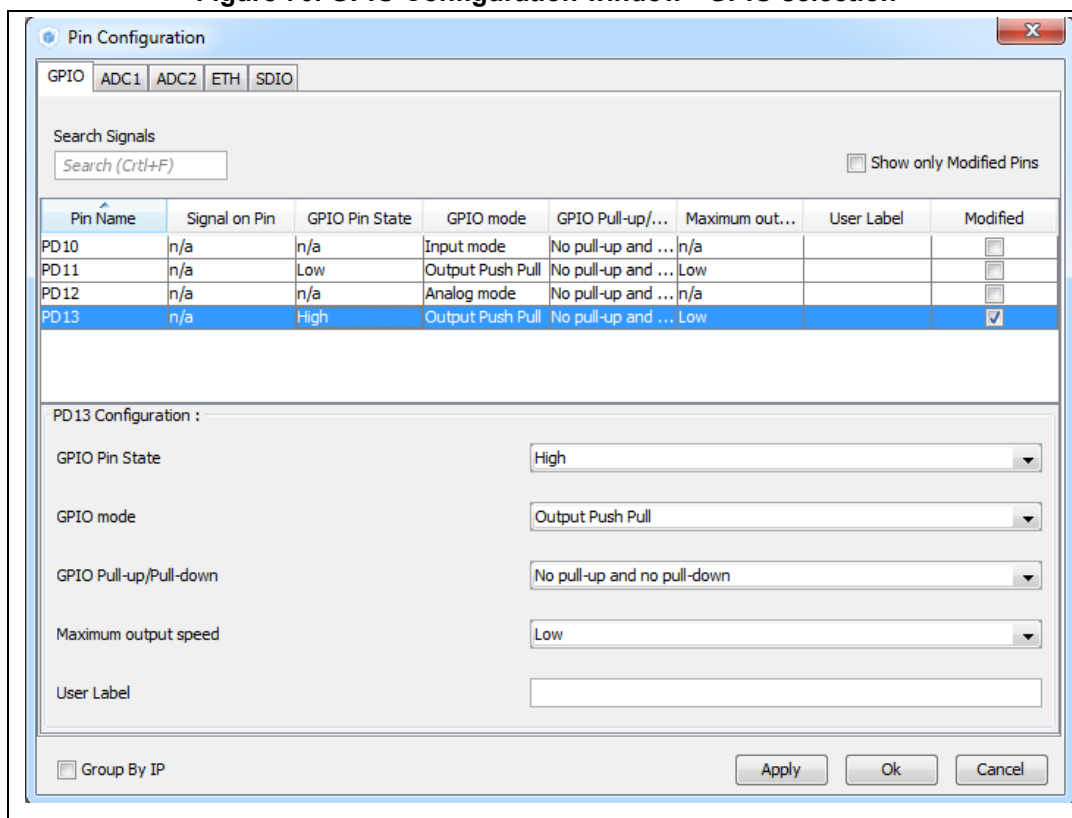 Pin Configuration
GPIO ADC1 ADC2 ETH SDIO
Search Signals
Search (Crtl+F)
Show only Modified Pins
Pin Name Signal on Pin GPIO Pin State GPIO mode GPIO Pull-up/... Maximum out... User Label Modified
PD10 n/a n/a Input mode No pull-up and ... n/a
PD11 n/a Low Output Push Pull No pull-up and ... Low
PD12 n/a n/a Analog mode No pull-up and ... n/a
PD13 n/a High Output Push Pull No pull-up and ... Low
PD13 Configuration :
GPIO Pin State High
GPIO mode Output Push Pull
GPIO Pull-up/Pull-down No pull-up and no pull-down
Maximum output speed Low
User Label
Group By IP Apply Ok Cancel